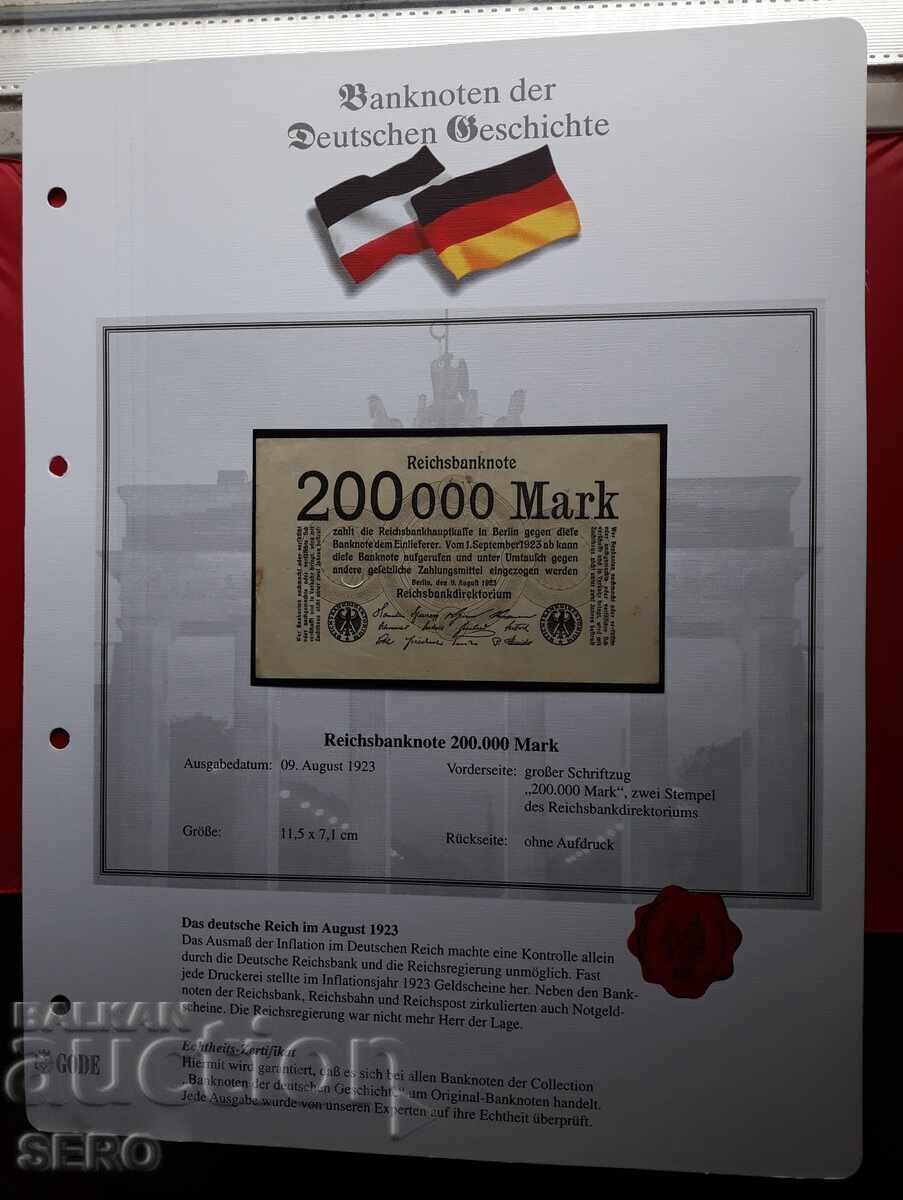 Banknoten der
Deutschen Geschichte
Reichsbanknote
200000 Mark
zahlt die Reichsbankhauptkasse in Berlin gegen diese
Banknote dem Einlieferer. Vom 1. September 1923 ab kann
diese Banknote aufgerufen und unter Umtausch gegen
andere gesetzliche Zahlungsmittel eingezogen werden
Berlin, den 9. August 1923
Reichsbankdirektorium
Reichsbanknote 200.000 Mark
Ausgabedatum: 09. August 1923
Vorderseite: großer Schriftzug
„200.000 Mark", zwei Stempel
des Reichsbankdirektoriums
Größe: 11,5 x 7,1 cm
Rückseite: ohne Aufdruck
Das deutsche Reich im August 1923
Das Ausmaß der Inflation im Deutschen Reich machte eine Kontrolle allein
durch die Deutsche Reichsbank und die Reichsregierung unmöglich. Fast
jede Druckerei stellte im Inflationsjahr 1923 Geldscheine her. Neben den Bank-
noten der Reichsbank, Reichsbahn und Reichspost zirkulierten auch Notgeld-
scheine. Die Reichsregierung war nicht mehr Herr der Lage.
Echtheits-Zertifikat
Hiermit wird garantiert, daß es sich bei allen Banknoten der Collection
„Banknoten der deutschen Geschichte" um Original-Banknoten handelt.
Jede Ausgabe wurde von unseren Experten auf ihre Echtheit überprüft.
GÖDE
BALKAN
auction
SERO